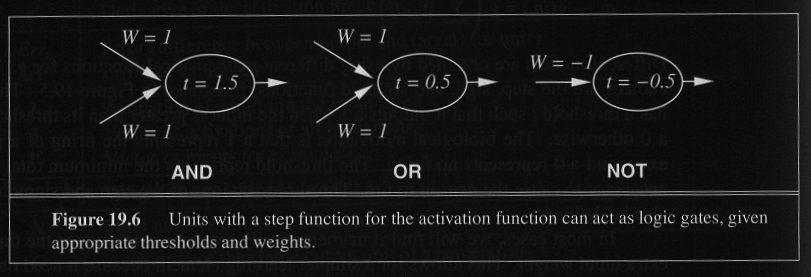 W = 1 W = 1
W = −1
t = 1.5 t = 0.5 t = −0.5
W = 1 W = 1
AND OR NOT
Figure 19.6 Units with a step function for the activation function can act as logic gates, given
appropriate thresholds and weights.